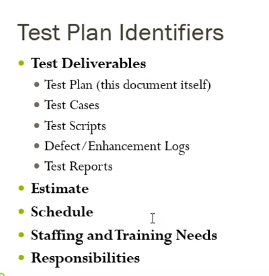 Test Plan Identifiers
Test Deliverables
Test Plan (this document itself)
Test Cases
Test Scripts
Defect/Enhancement Logs
Test Reports
Estimate
Schedule
Staffing and Training Needs
Responsibilities